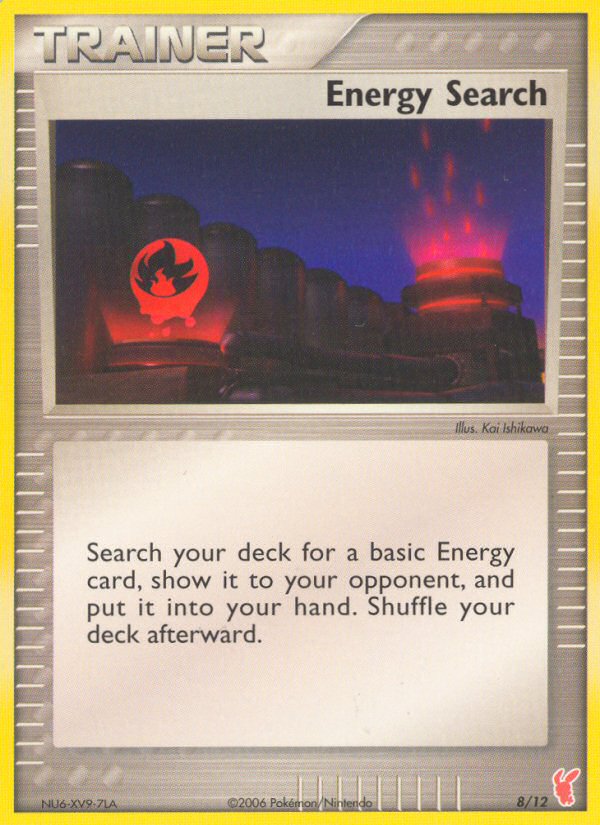 TRAINER
Energy Search
Illus. Kai Ishikawa
Search your deck for a basic Energy
card, show it to your opponent, and
put it into your hand. Shuffle your
deck afterward.
NU6-XV9-7LA
©2006 Pokémon/Nintendo
8/12